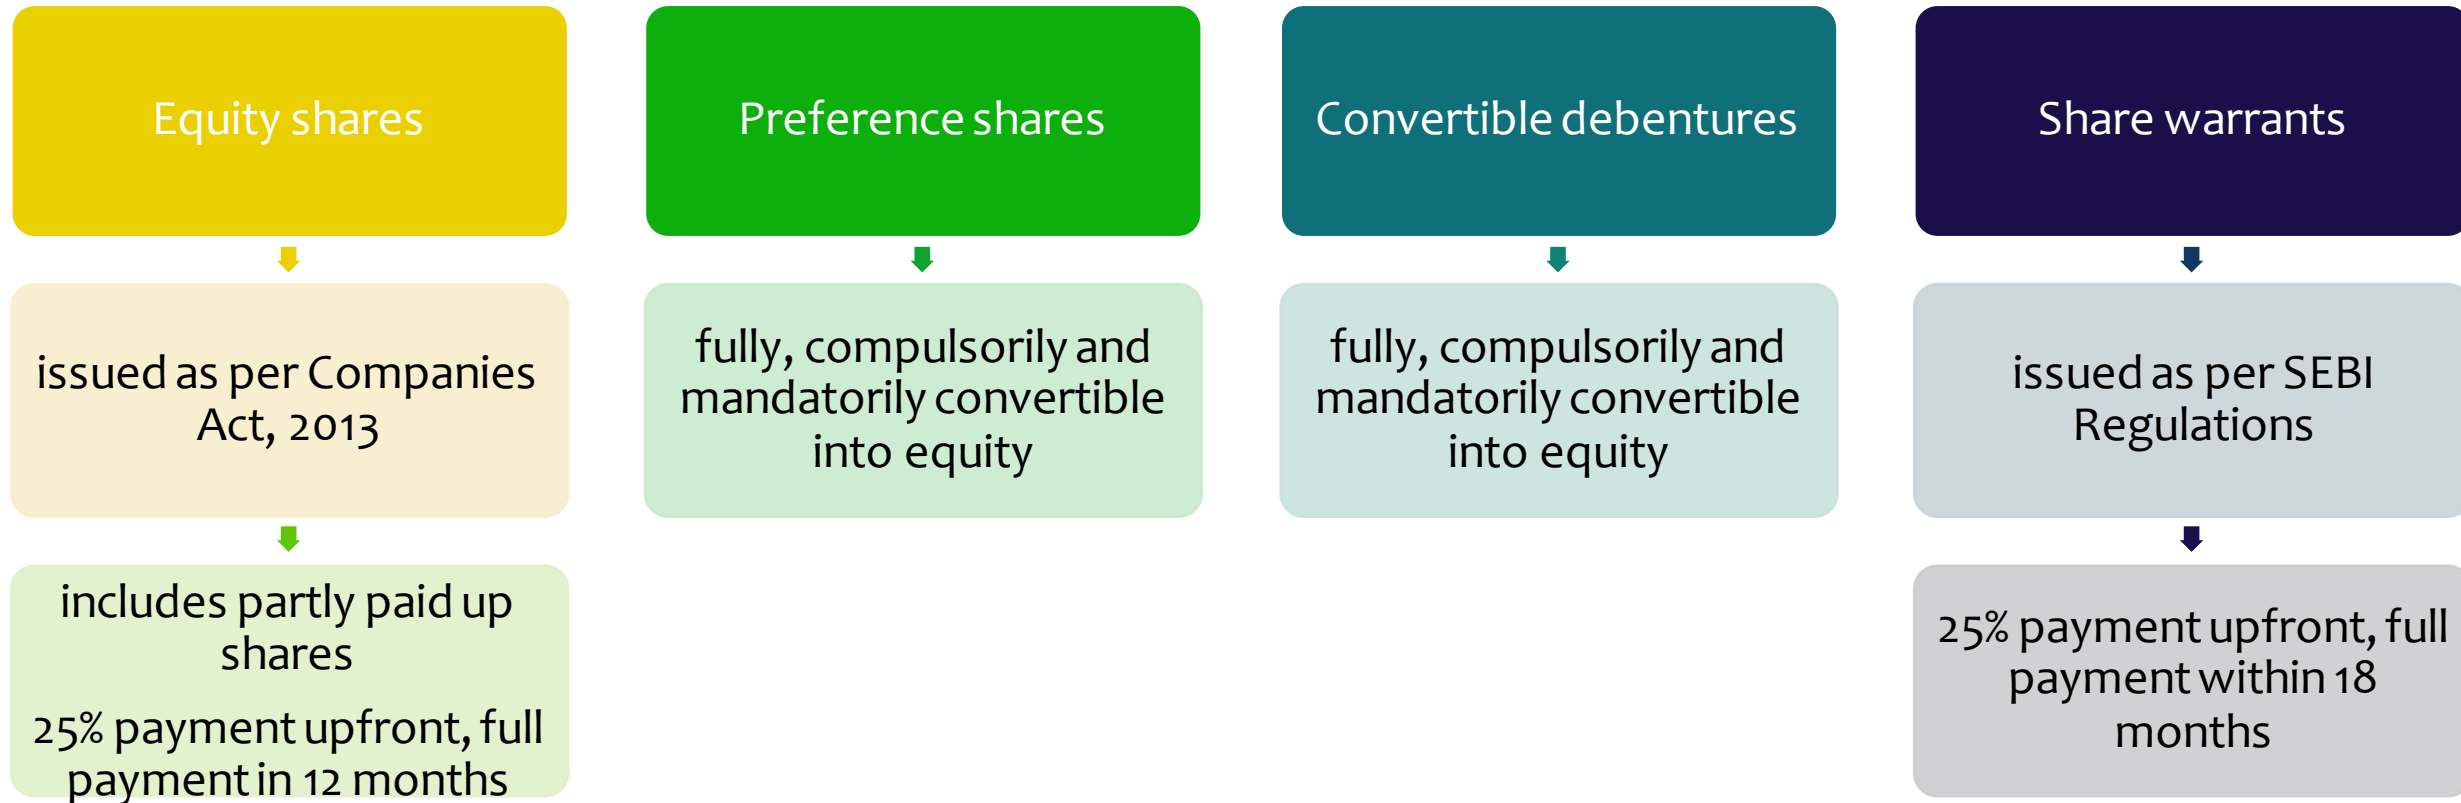 Equity shares
issued as per Companies
Act, 2013
includes partly paid up
shares
25% payment upfront, full
payment in 12 months
Preference shares
fully, compulsorily and
mandatorily convertible
into equity
Convertible debentures
fully, compulsorily and
mandatorily convertible
into equity
Share warrants
issued as per SEBI
Regulations
25% payment upfront, full
payment within 18
months